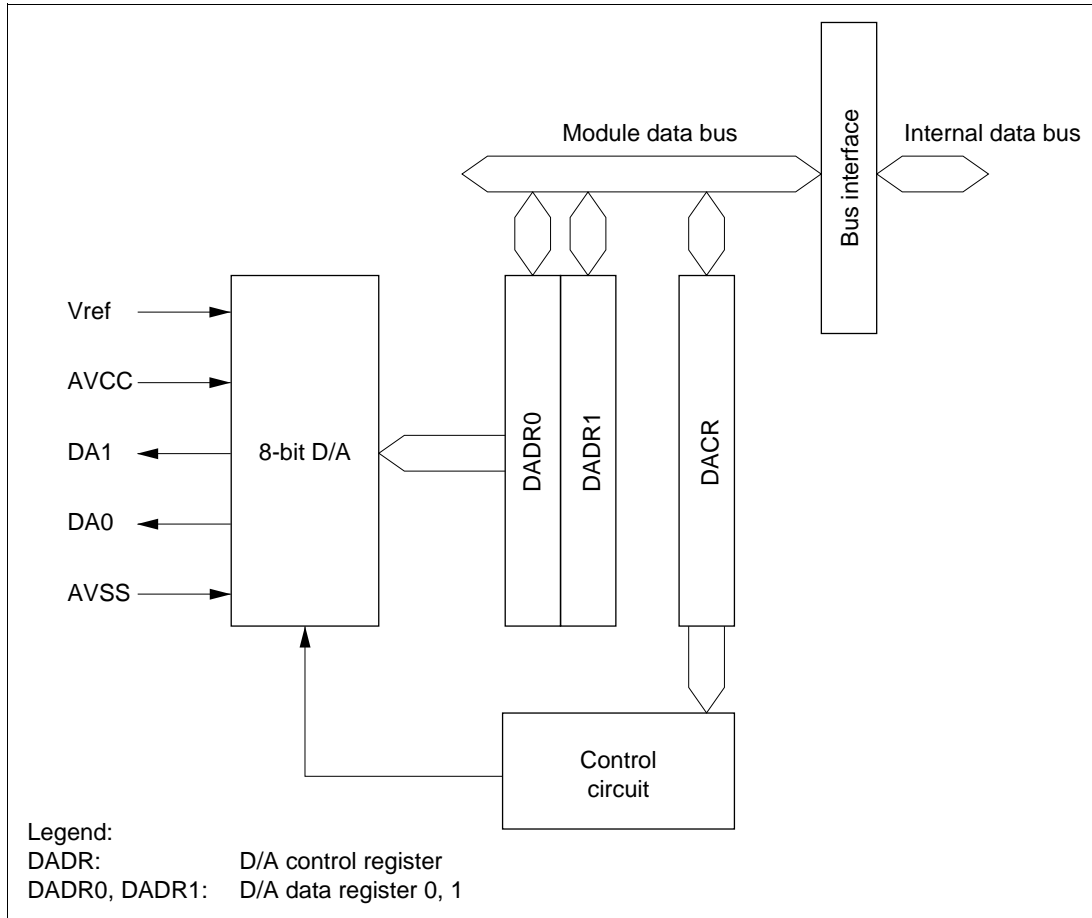 Module data bus
Internal data bus
Bus interface
Vref
AVCC
DA1
DA0
AVSS
8-bit D/A
DADR0
DADR1
DACR
Control
circuit
Legend:
DADR: D/A control register
DADR0, DADR1: D/A data register 0, 1